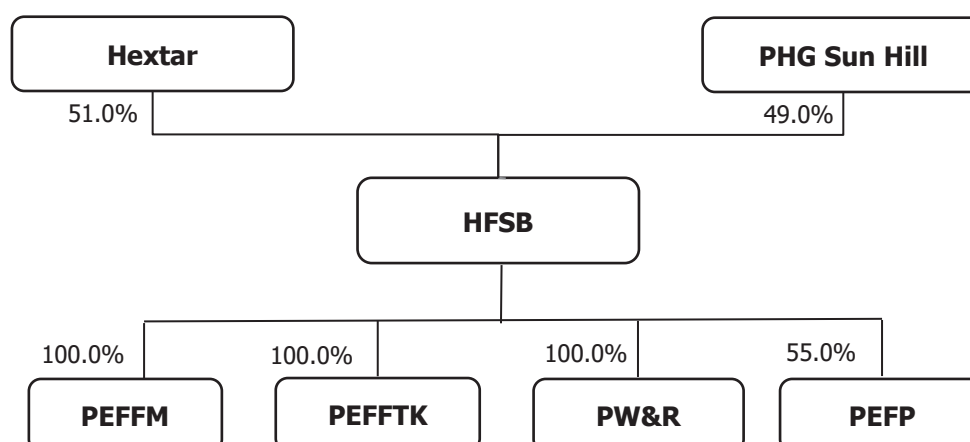 Hextar
PHG Sun Hill
51.0%
49.0%
HFSB
100.0%
100.0%
100.0%
55.0%
PEFFM
PEFFTK
PW&R
PEFP